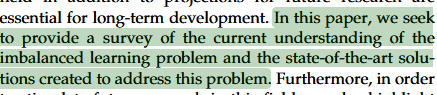 essential for long-term development. In this paper, we seek
to provide a survey of the current understanding of the
imbalanced learning problem and the state-of-the-art solu-
tions created to address this problem. Furthermore, in order